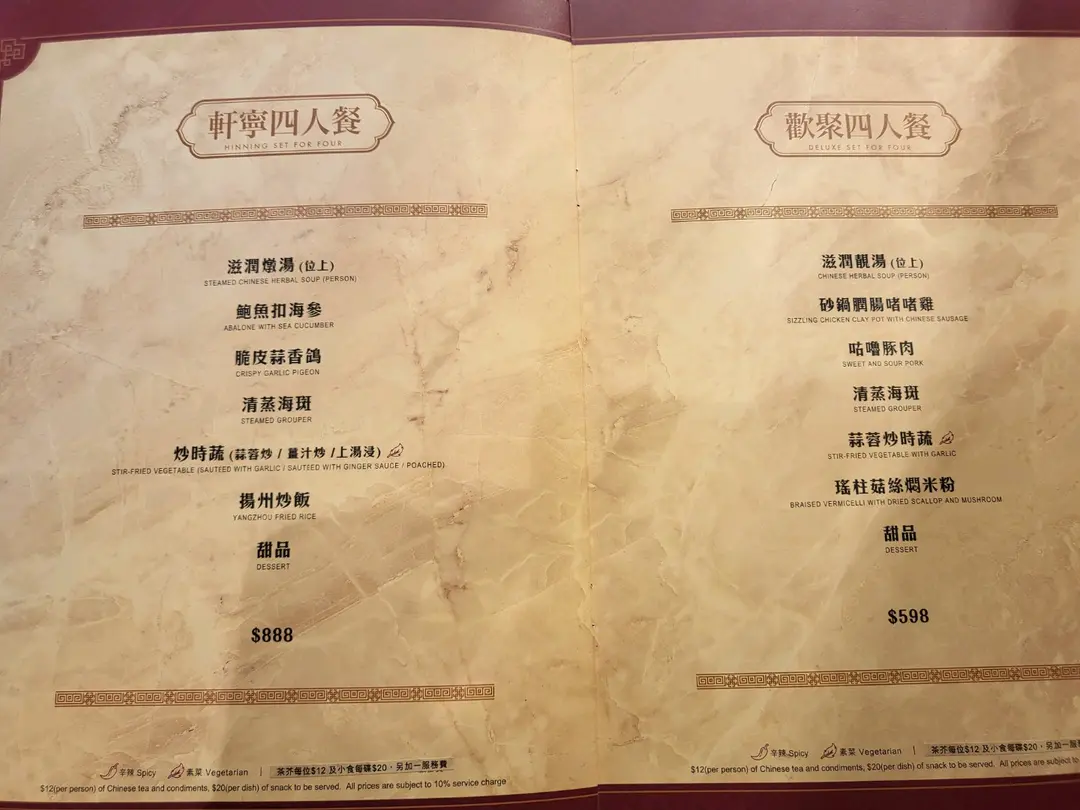 軒寧四人餐
HINNING SET FOR FOUR
滋潤燉湯 (位上)
STEAMED CHINESE HERBAL SOUP (PERSON)
鮑魚扣海參
ABALONE WITH SEA CUCUMBER
脆皮蒜香鴿
CRISPY GARLIC PIGEON
清蒸海斑
STEAMED GROUPER
炒時蔬 (蒜蓉炒 / 薑汁炒 /上湯浸)
STIR-FRIED VEGETABLE (SAUTEED WITH GARLIC / SAUTEED WITH GINGER SAUCE / POACHED)
揚州炒飯
YANGZHOU FRIED RICE
甜品
DESSERT
$888
辛辣 Spicy 素菜 Vegetarian | 茶芥每位$12 及小食每碟$20，另加一服務費
$12(per person) of Chinese tea and condiments, $20(per dish) of snack to be served. All prices are subject to 10% service charge
歡聚四人餐
DELUXE SET FOR FOUR
滋潤靚湯 (位上)
CHINESE HERBAL SOUP (PERSON)
砂鍋膶腸啫啫雞
SIZZLING CHICKEN CLAY POT WITH CHINESE SAUSAGE
咕嚕豚肉
SWEET AND SOUR PORK
清蒸海斑
STEAMED GROUPER
蒜蓉炒時蔬
STIR-FRIED VEGETABLE WITH GARLIC
瑤柱菇絲燜米粉
BRAISED VERMICELLI WITH DRIED SCALLOP AND MUSHROOM
甜品
DESSERT
$598
辛辣 Spicy 素菜 Vegetarian | 茶芥每位$12 及小食每碟$20，另加一服務
$12(per person) of Chinese tea and condiments, $20(per dish) of snack to be served. All prices are subject to